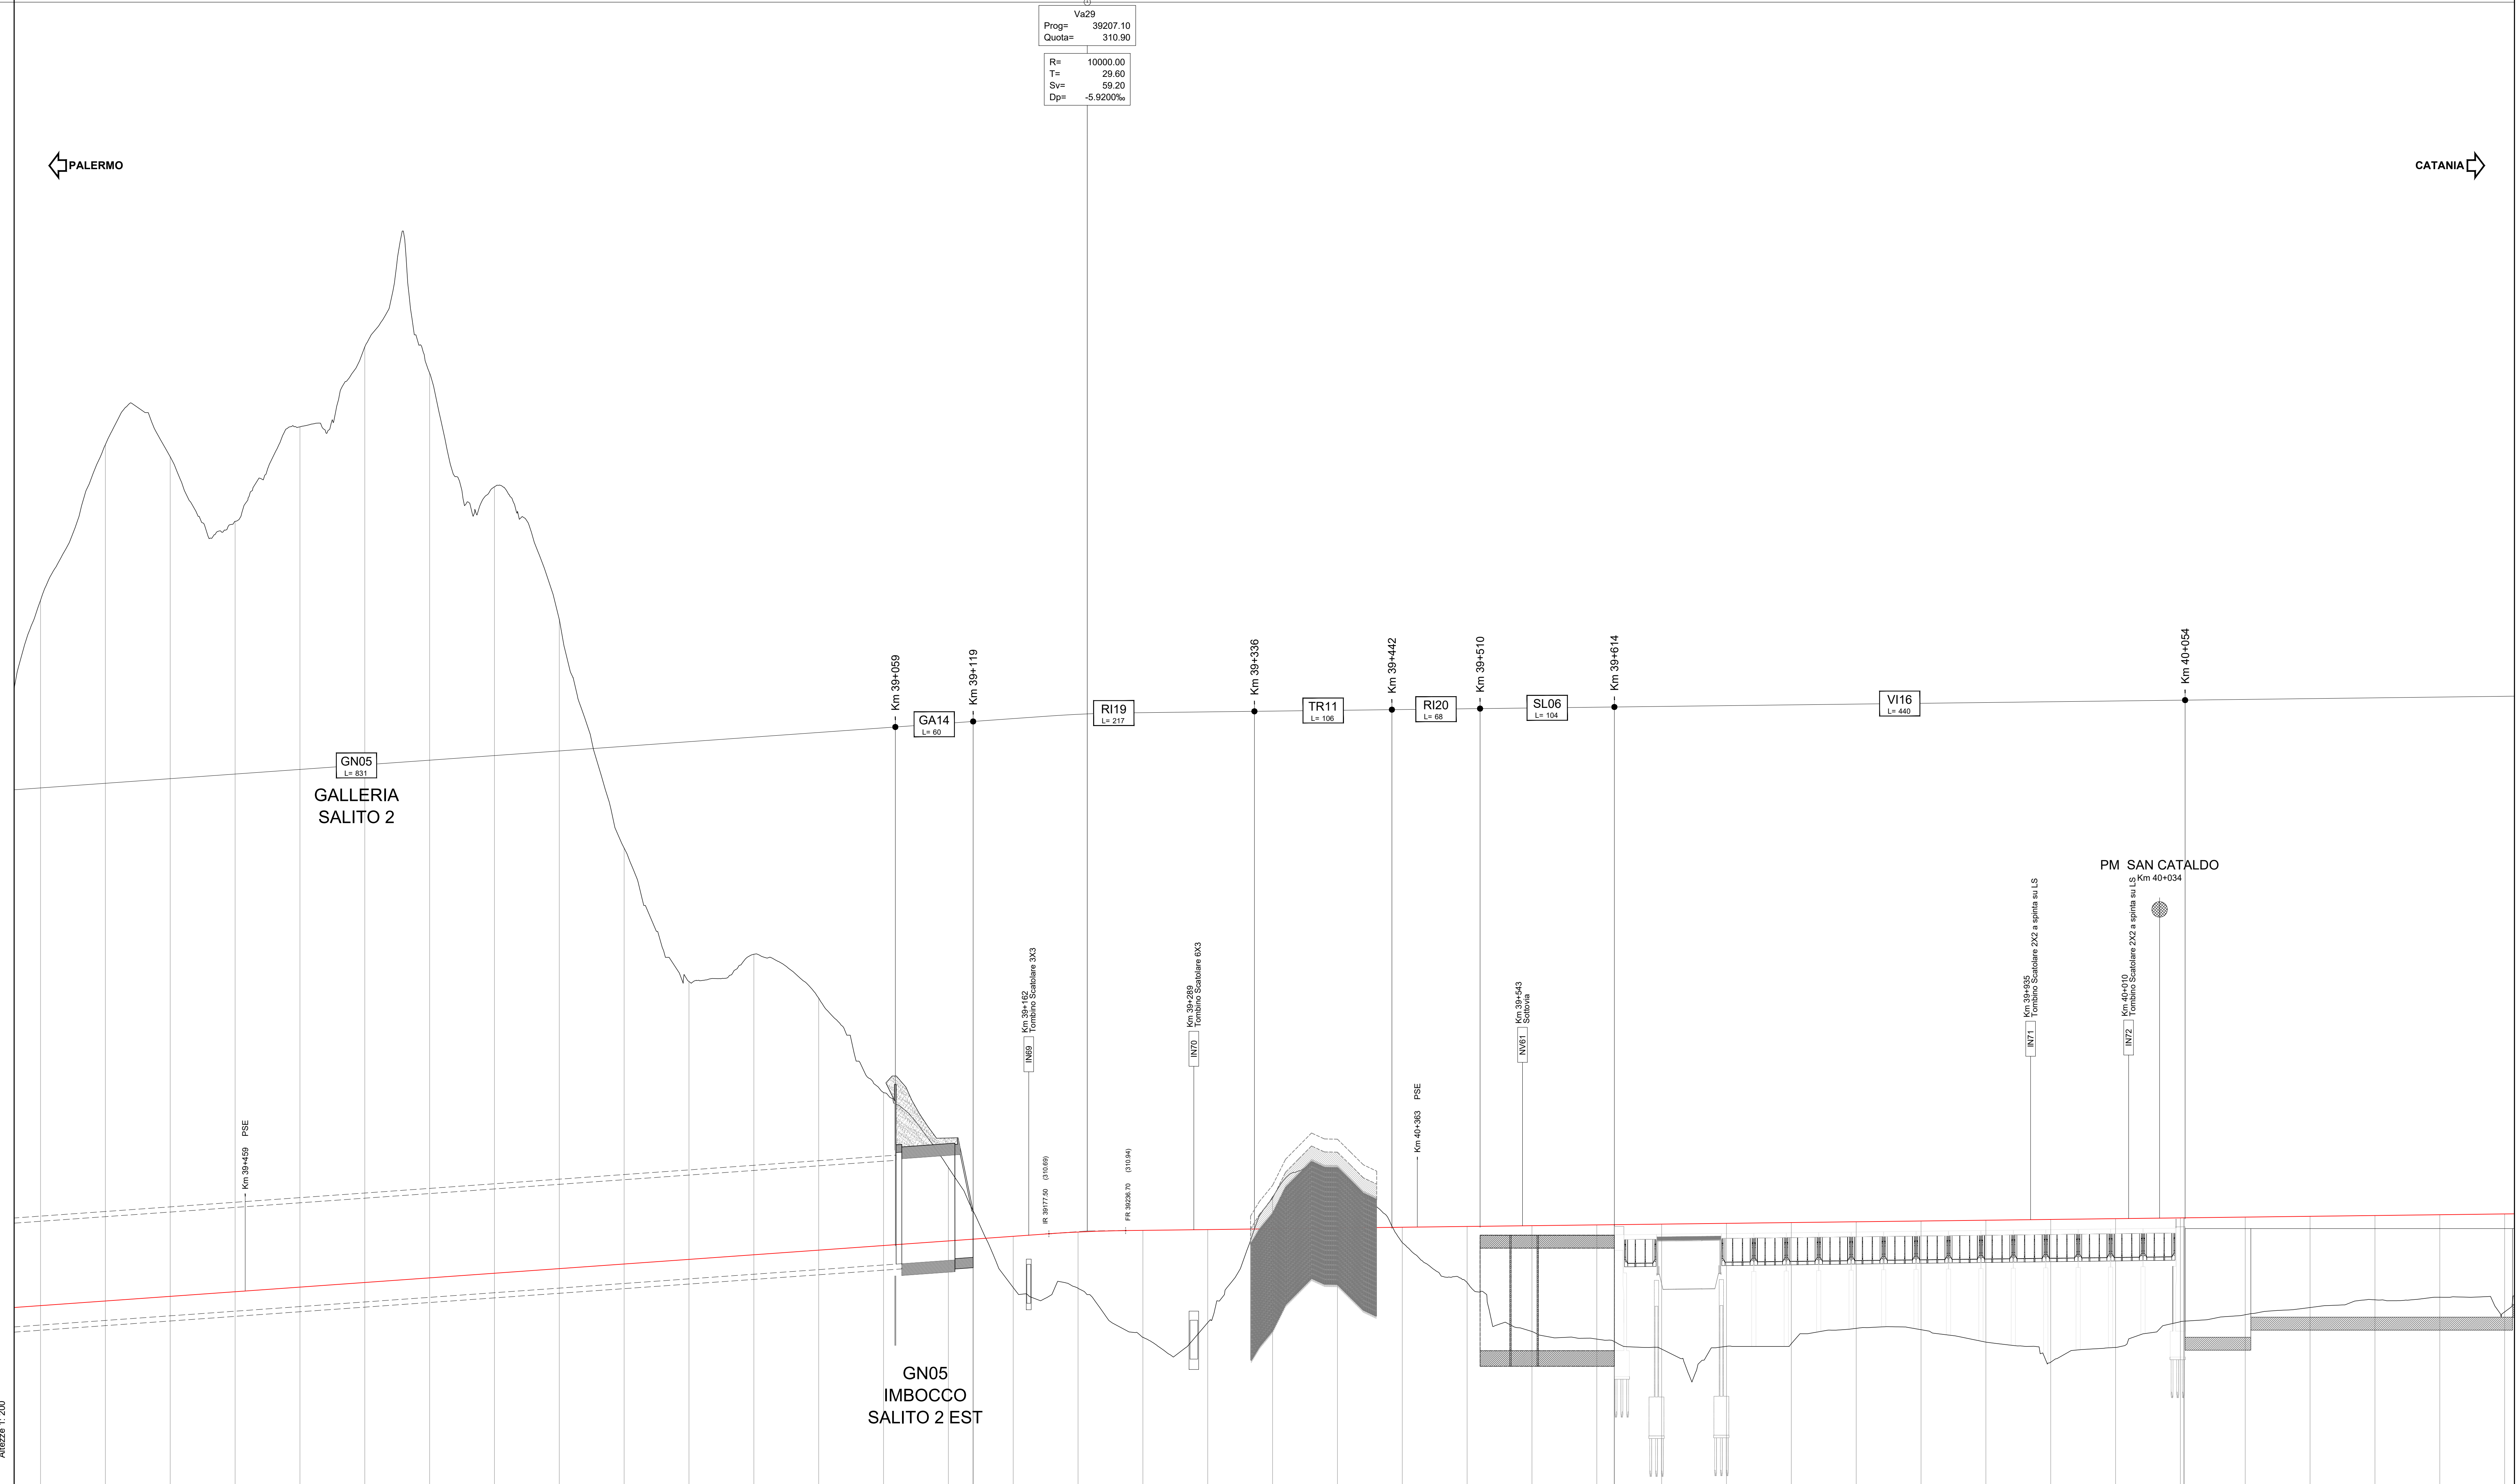 Va29
Prog= 39207.10
Quota= 310.90
R= 10000.00
T= 29.60
Sv= 59.20
Dp= -5.9200‰
PALERMO
CATANIA
Km 39+059
Km 39+119
Km 39+336
Km 39+442
Km 39+510
Km 39+614
Km 40+054
GN05
L= 831
GALLERIA
SALITO 2
GA14
L= 60
RI19
L= 217
TR11
L= 106
RI20
L= 68
SL06
L= 104
VI16
L= 440
PM SAN CATALDO
Km 40+034
Km 39+459 PSE
Km 39+162
Tombino Scatolare 3X3
IN69
IR 39177.50 (310.69)
FR 39236.70 (310.94)
Km 39+289
Tombino Scatolare 6X3
IN70
Km 40+363 PSE
Km 39+543
Sottovia
NV61
Km 39+935
Tombino Scatolare 2X2 a spinta su LS
IN71
Km 40+010
Tombino Scatolare 2X2 a spinta su LS
IN72
GN05
IMBOCCO
SALITO 2 EST
Altezze 1: 200